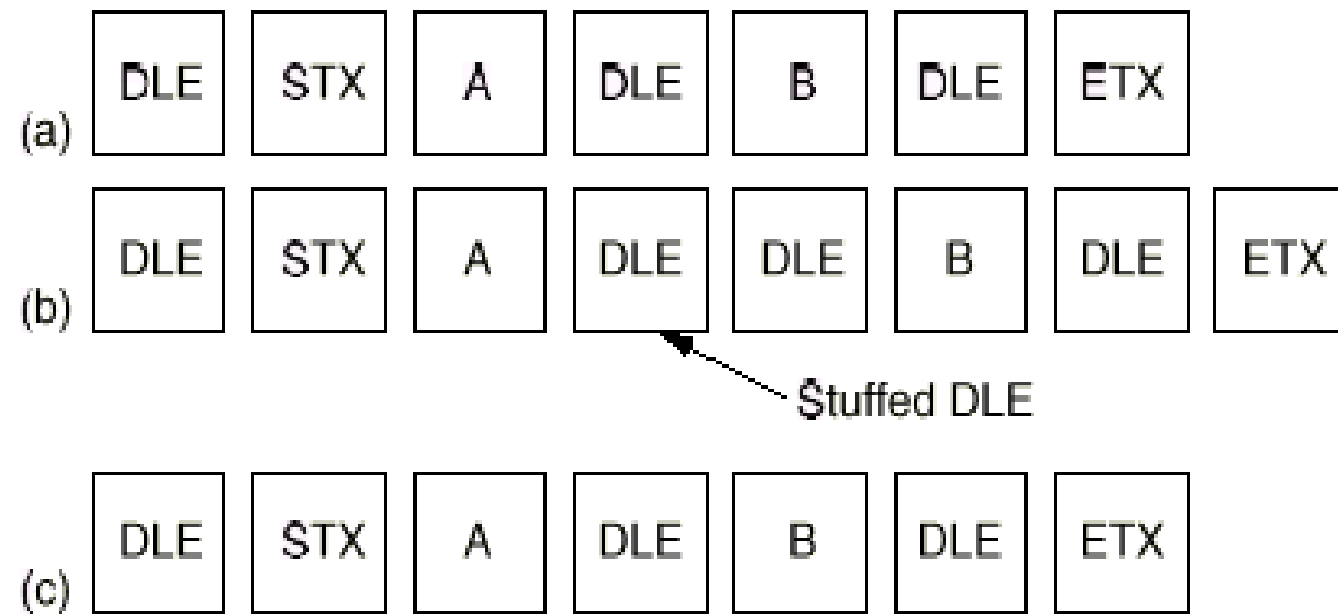 (a) DLE STX A DLE B DLE ETX
(b) DLE STX A DLE DLE B DLE ETX
Stuffed DLE
(c) DLE STX A DLE B DLE ETX